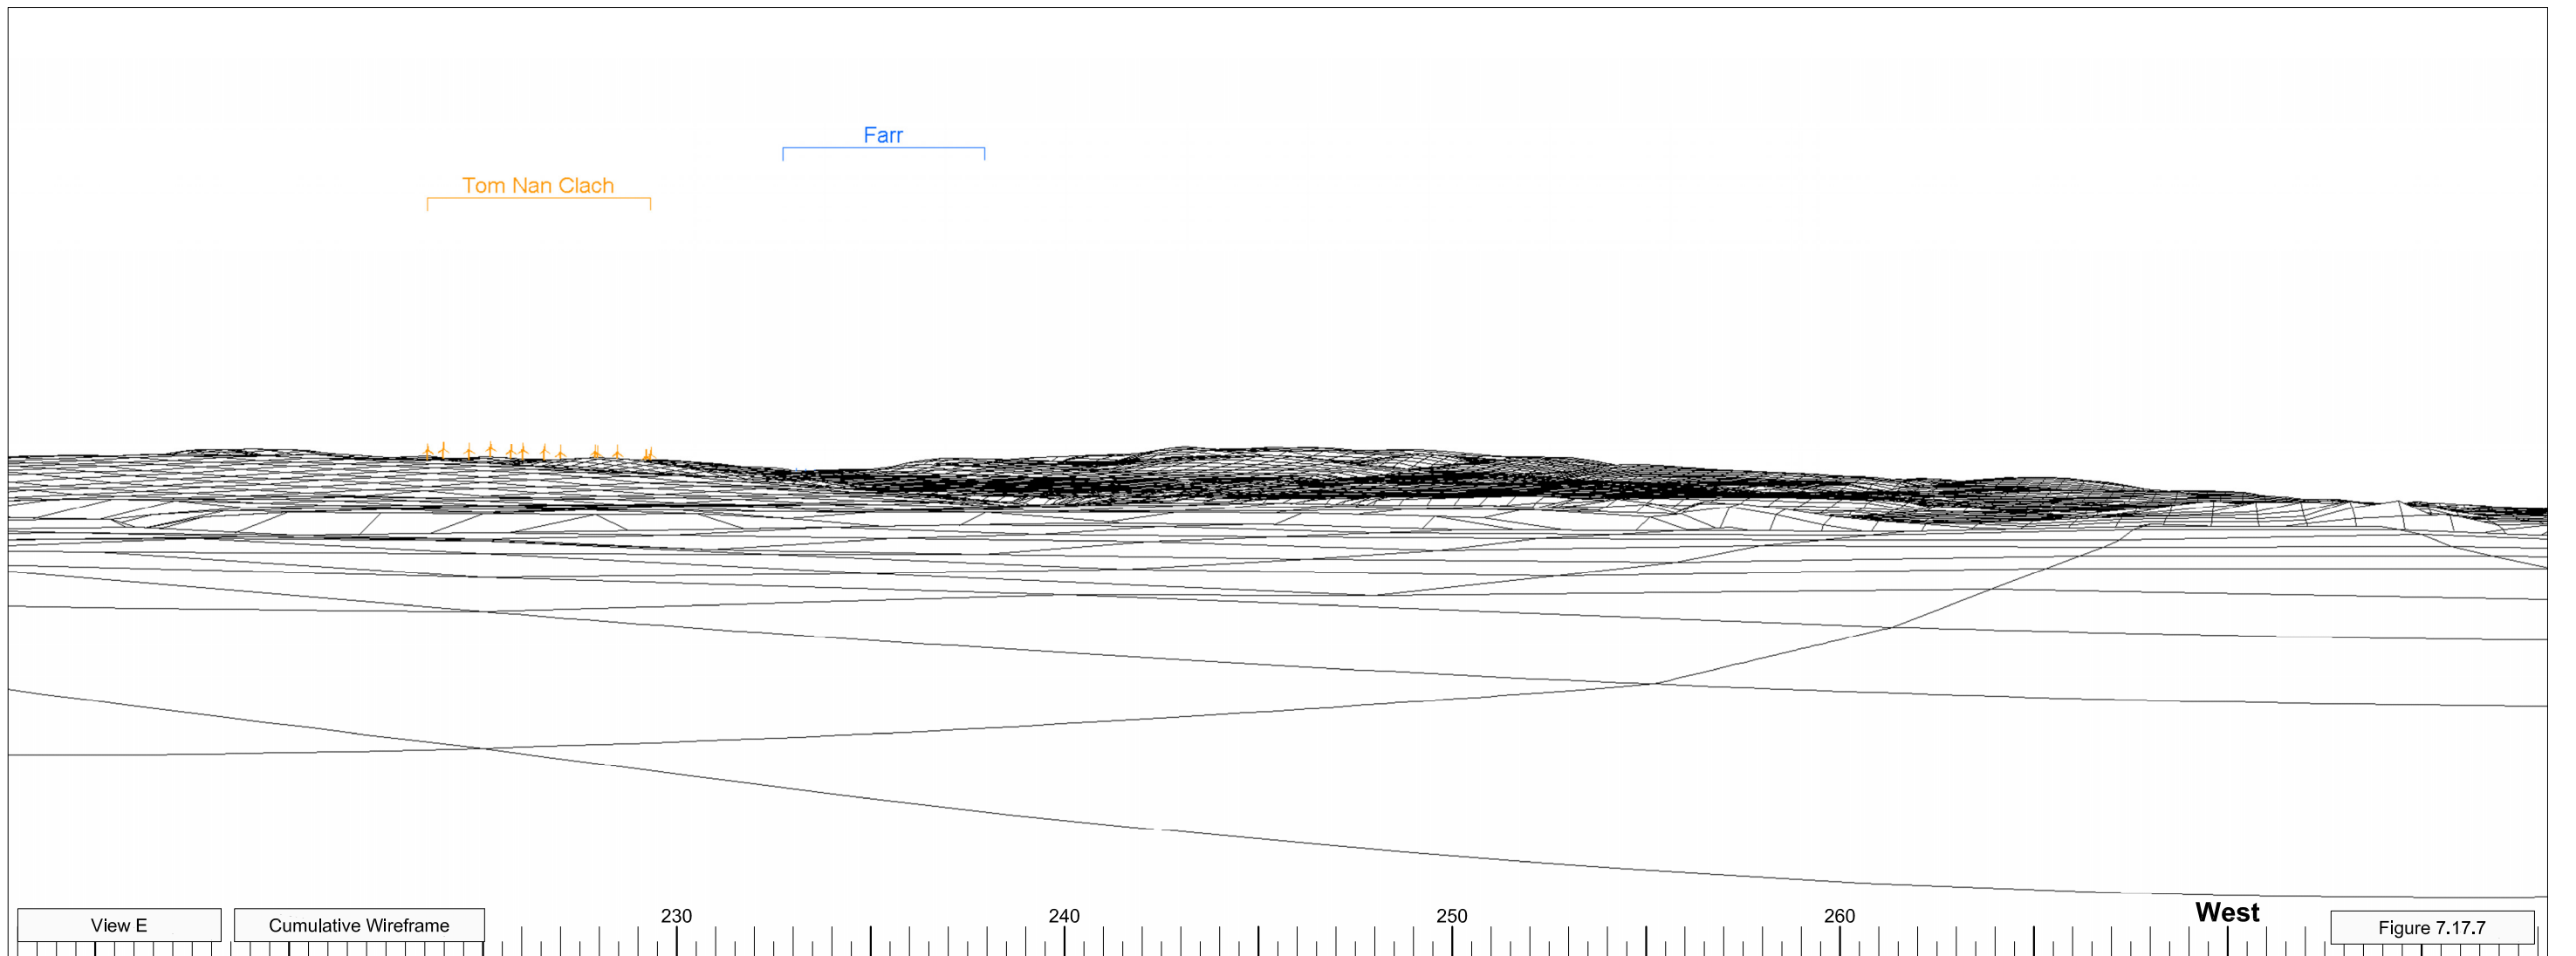 Farr
Tom Nan Clach
230
240
250
260
West
View E
Cumulative Wireframe
Figure 7.17.7